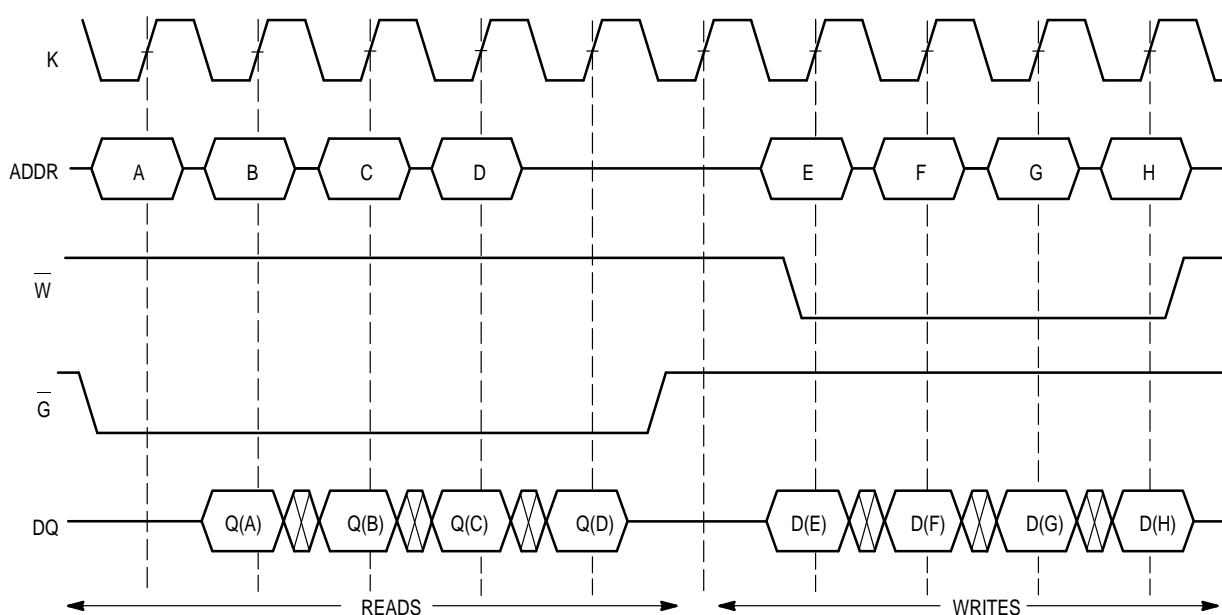 K
ADDR A B C D E F G H
W
G
DQ Q(A) Q(B) Q(C) Q(D) D(E) D(F) D(G) D(H)
READS WRITES